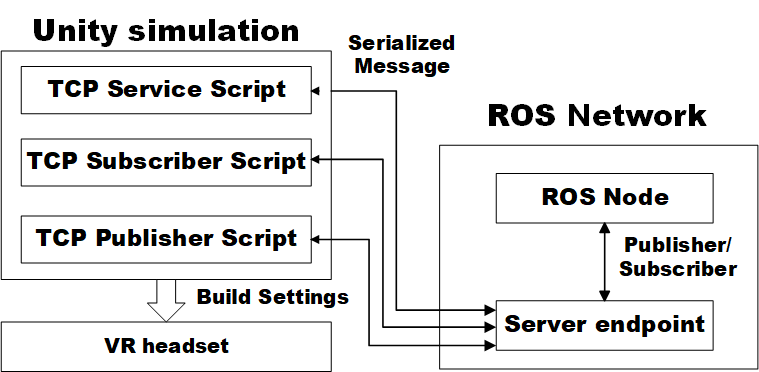 Unity simulation
TCP Service Script
TCP Subscriber Script
TCP Publisher Script
Build Settings
VR headset
Serialized
Message
ROS Network
ROS Node
Publisher/
Subscriber
Server endpoint